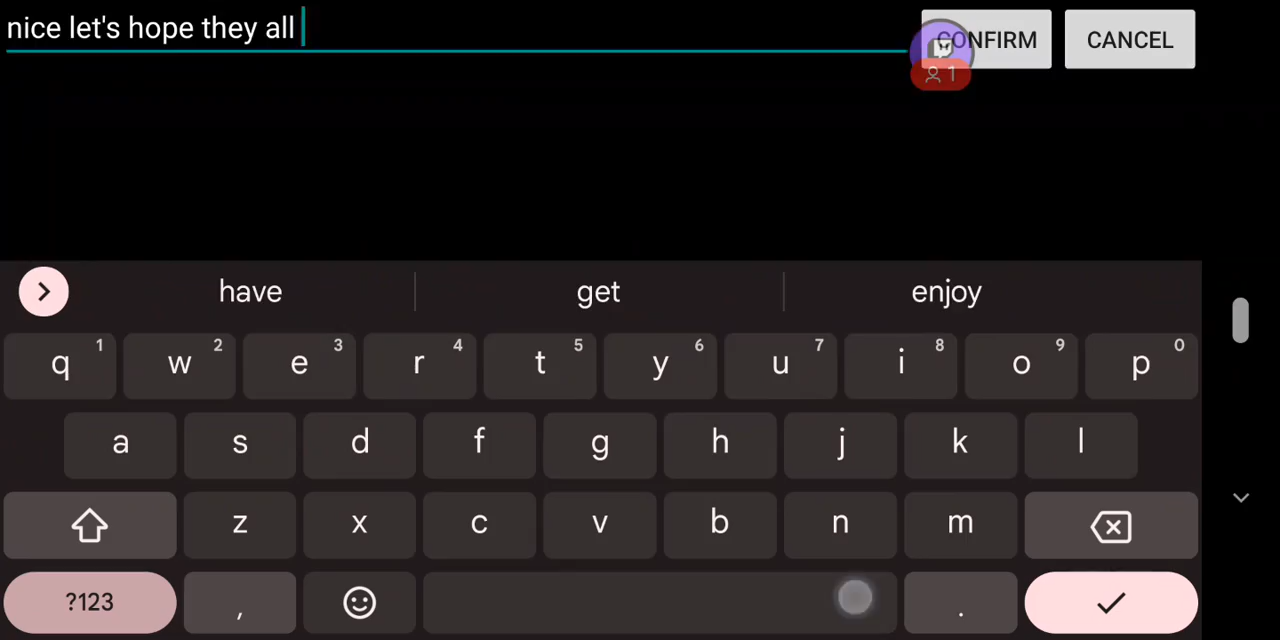 nice let's hope they all
CONFIRM CANCEL
1
have get enjoy
q 1 w 2 e 3 r 4 t 5 y 6 u 7 i 8 o 9 p 0
a s d f g h j k l
z x c v b n m
?123 , .